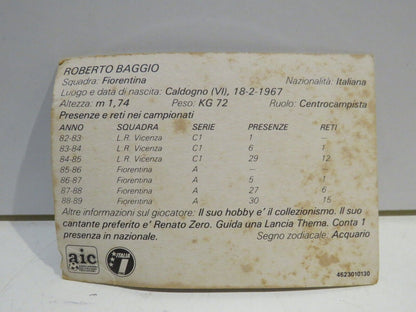 ROBERTO BAGGIO
Squadra: Fiorentina Nazionalità: Italiana
Luogo e data di nascita: Caldogno (VI), 18-2-1967
Altezza: m 1,74 Peso: KG 72 Ruolo: Centrocampista
Presenze e reti nei campionati
ANNO SQUADRA SERIE PRESENZE RETI
82-83 L.R. Vicenza C1 1 –
83-84 L.R. Vicenza C1 6 1
84-85 L.R. Vicenza C1 29 12
85-86 Fiorentina A – –
86-87 Fiorentina A 5 1
87-88 Fiorentina A 27 6
88-89 Fiorentina A 30 15
Altre informazioni sul giocatore: Il suo hobby e' il collezionismo. Il suo
cantante preferito e' Renato Zero. Guida una Lancia Thema. Conta 1
presenza in nazionale. Segno zodiacale: Acquario
aic
ITALIA
1
4623010130